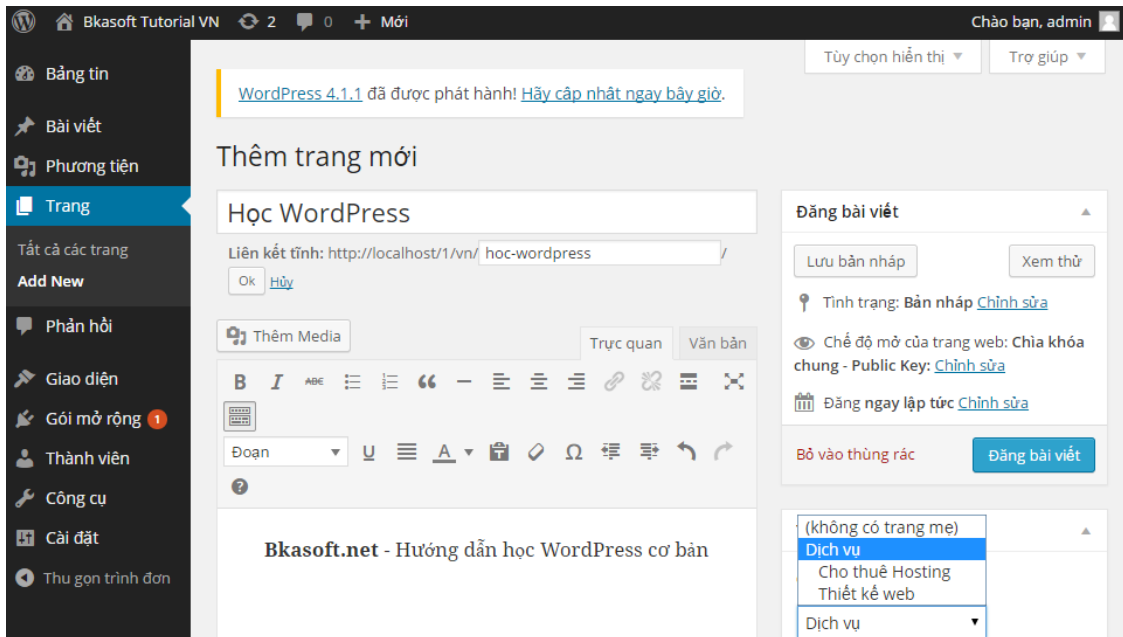 Bkasoft Tutorial VN 2 0 Mới Chào bạn, admin
Tùy chọn hiển thị Trợ giúp
Bảng tin
Bài viết
Phương tiện
Trang
Tất cả các trang
Add New
Phản hồi
Giao diện
Gói mở rộng 1
Thành viên
Công cụ
Cài đặt
Thu gọn trình đơn
WordPress 4.1.1 đã được phát hành! Hãy cập nhật ngay bây giờ.
Thêm trang mới
Học WordPress
Liên kết tĩnh: http://localhost/1/vn/ hoc-wordpress /
Ok Hủy
Thêm Media
Trực quan Văn bản
B I ABC
Đoạn U A Ω
Bkasoft.net - Hướng dẫn học WordPress cơ bản
Đăng bài viết
Lưu bản nháp Xem thử
Tình trạng: Bản nháp Chỉnh sửa
Chế độ mở của trang web: Chìa khóa
chung - Public Key: Chỉnh sửa
Đăng ngay lập tức Chỉnh sửa
Bỏ vào thùng rác Đăng bài viết
(không có trang mẹ)
Dịch vụ
Cho thuê Hosting
Thiết kế web
Dịch vụ